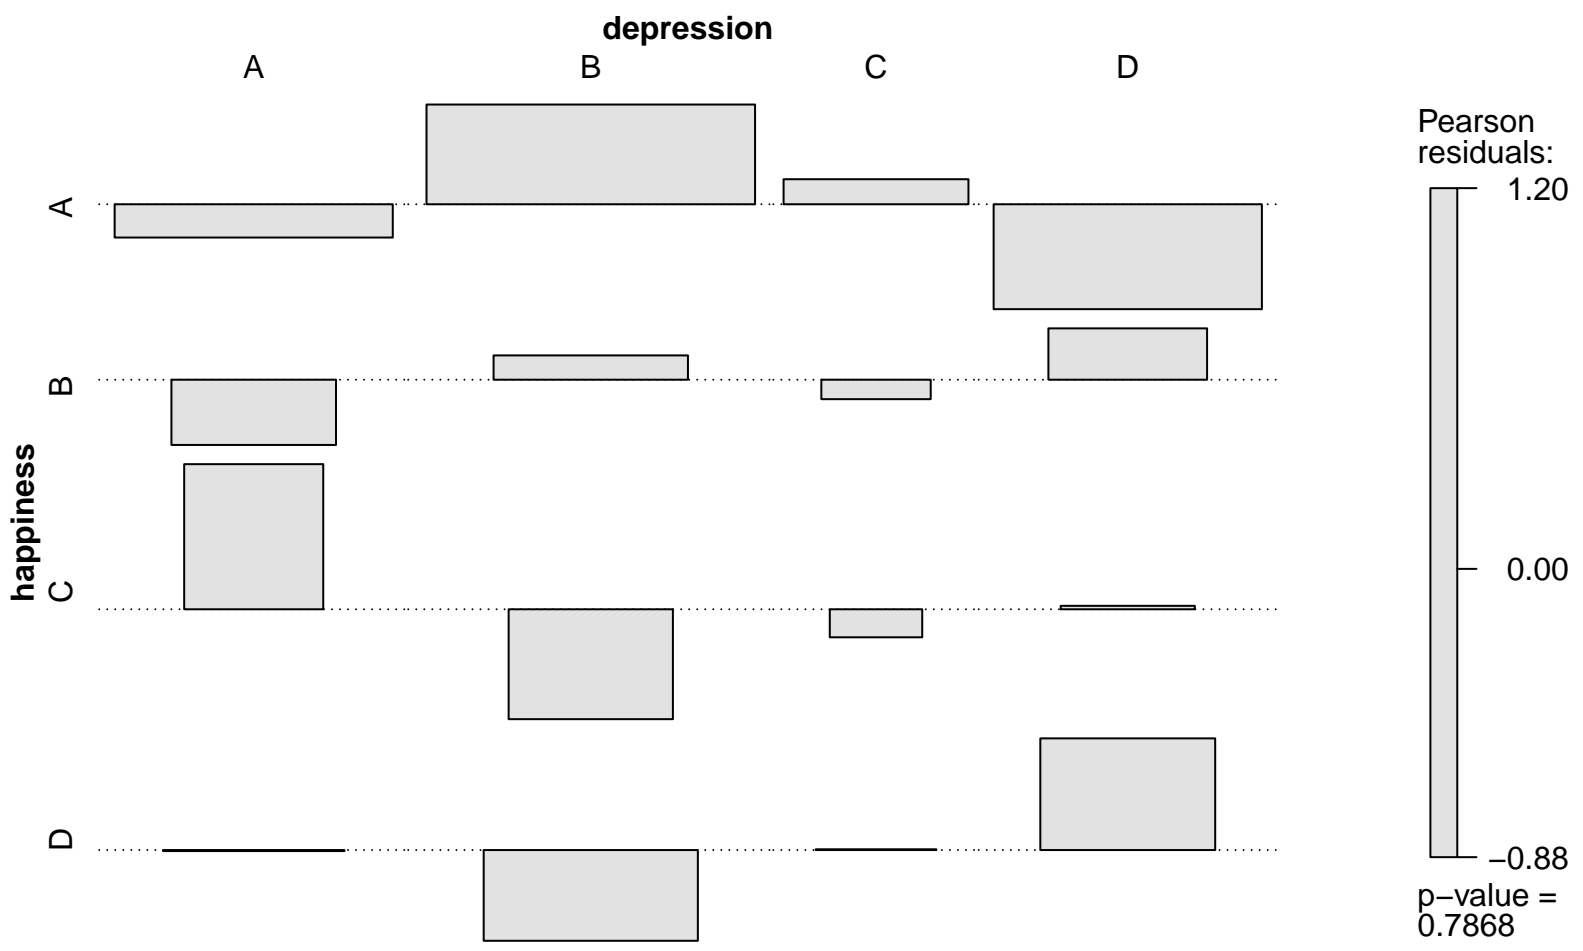 depression
A B C D
A
B
C
D
happiness
Pearson
residuals:
1.20
0.00
−0.88
p−value =
0.7868